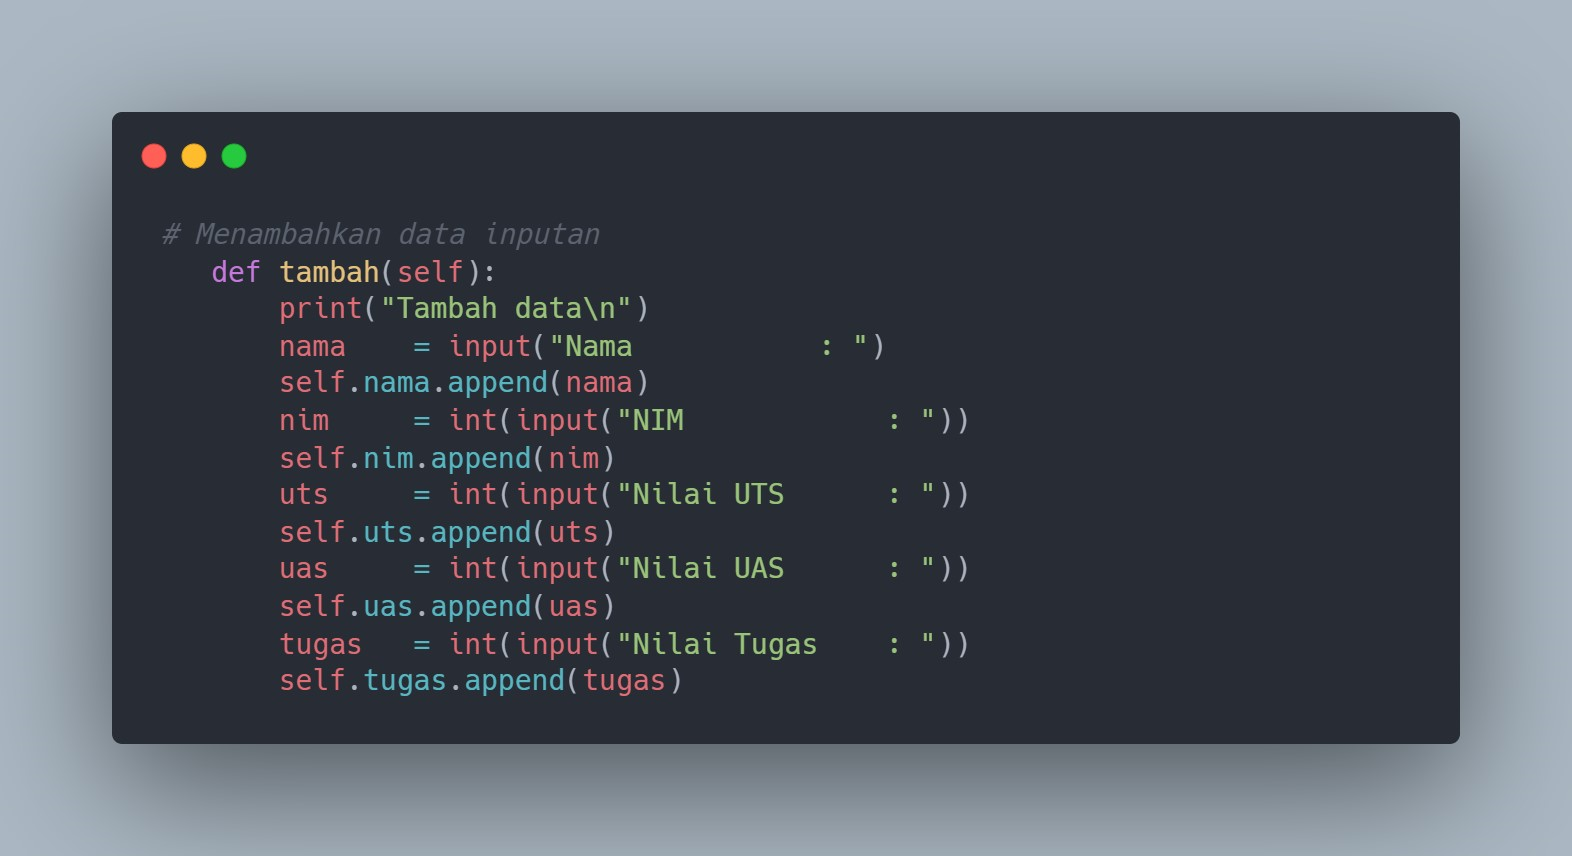 # Menambahkan data inputan
   def tambah(self):
       print("Tambah data\n")
       nama    = input("Nama           : ")
       self.nama.append(nama)
       nim     = int(input("NIM            : "))
       self.nim.append(nim)
       uts     = int(input("Nilai UTS      : "))
       self.uts.append(uts)
       uas     = int(input("Nilai UAS      : "))
       self.uas.append(uas)
       tugas   = int(input("Nilai Tugas    : "))
       self.tugas.append(tugas)